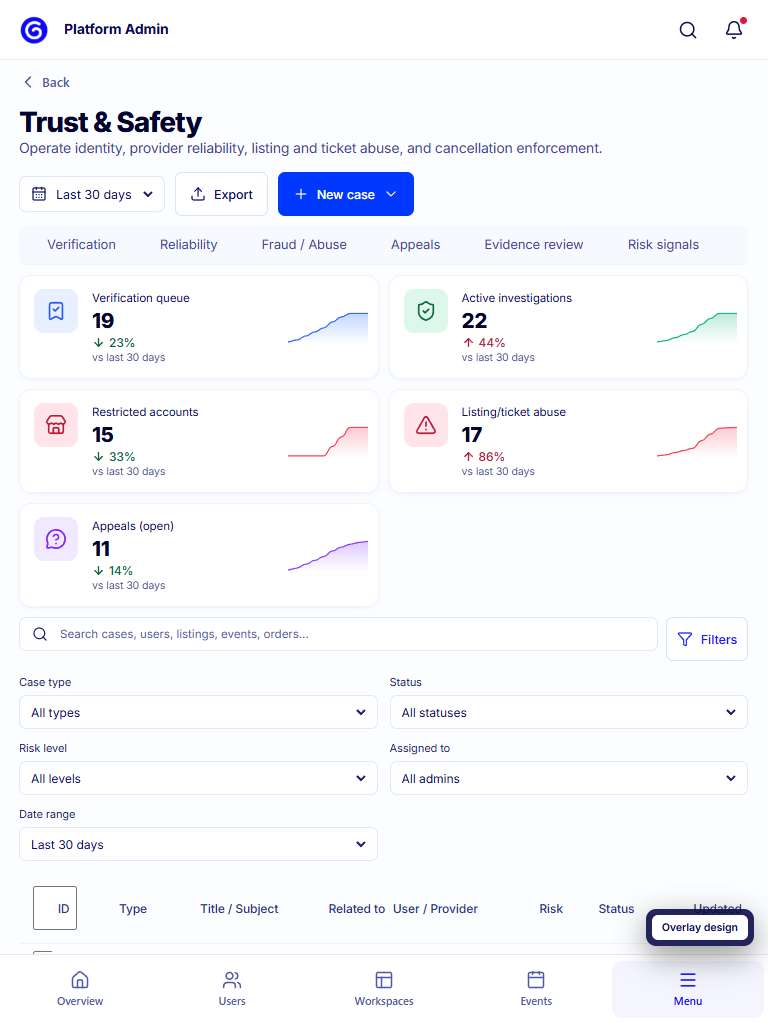 Platform Admin
Back
Trust & Safety
Operate identity, provider reliability, listing and ticket abuse, and cancellation enforcement.
Last 30 days
Export
New case
Verification
Reliability
Fraud / Abuse
Appeals
Evidence review
Risk signals
Verification queue
19
23%
vs last 30 days
Active investigations
22
44%
vs last 30 days
Restricted accounts
15
33%
vs last 30 days
Listing/ticket abuse
17
86%
vs last 30 days
Appeals (open)
11
14%
vs last 30 days
Search cases, users, listings, events, orders...
Filters
Case type
All types
Status
All statuses
Risk level
All levels
Assigned to
All admins
Date range
Last 30 days
ID
Type
Title / Subject
Related to
User / Provider
Risk
Status
Updated
Overlay design
Overview
Users
Workspaces
Events
Menu